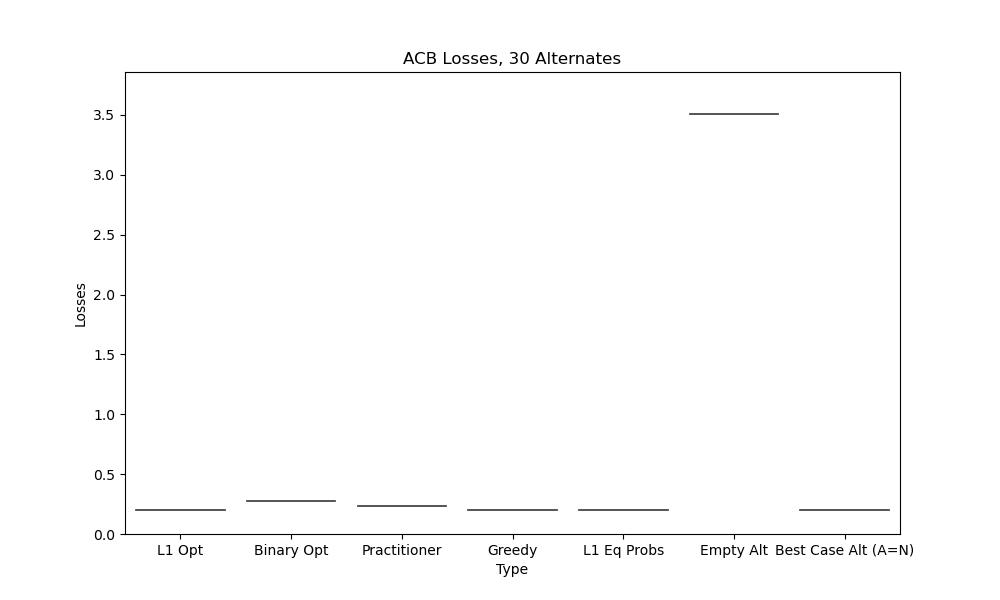 ACB Losses, 30 Alternates
3.5
3.0
2.5
2.0
1.5
1.0
0.5
0.0
Losses
L1 Opt Binary Opt Practitioner Greedy L1 Eq Probs Empty Alt Best Case Alt (A=N)
Type